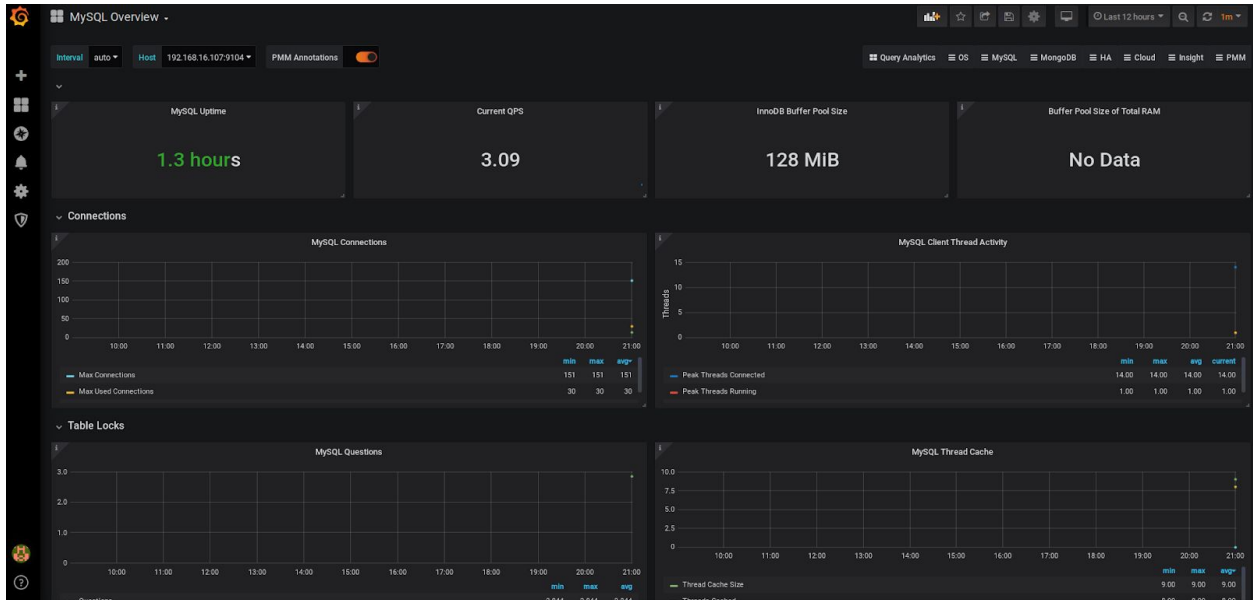 MySQL Overview
Last 12 hours
1m
Interval auto Host 192.168.16.107:9104 PMM Annotations
Query Analytics OS MySQL MongoDB HA Cloud Insight PMM
MySQL Uptime
1.3 hours
Current QPS
3.09
InnoDB Buffer Pool Size
128 MiB
Buffer Pool Size of Total RAM
No Data
Connections
MySQL Connections
200
150
100
50
0
10:00 11:00 12:00 13:00 14:00 15:00 16:00 17:00 18:00 19:00 20:00 21:00
min max avg
Max Connections 151 151 151
Max Used Connections 30 30 30
MySQL Client Thread Activity
Threads
15
10
5
0
10:00 11:00 12:00 13:00 14:00 15:00 16:00 17:00 18:00 19:00 20:00 21:00
min max avg current
Peak Threads Connected 14.00 14.00 14.00 14.00
Peak Threads Running 1.00 1.00 1.00 1.00
Table Locks
MySQL Questions
3.0
2.0
1.0
0
10:00 11:00 12:00 13:00 14:00 15:00 16:00 17:00 18:00 19:00 20:00 21:00
min max avg
Questions
MySQL Thread Cache
10.0
7.5
5.0
2.5
0
10:00 11:00 12:00 13:00 14:00 15:00 16:00 17:00 18:00 19:00 20:00 21:00
min max avg
Thread Cache Size 9.00 9.00 9.00
Threads Cached